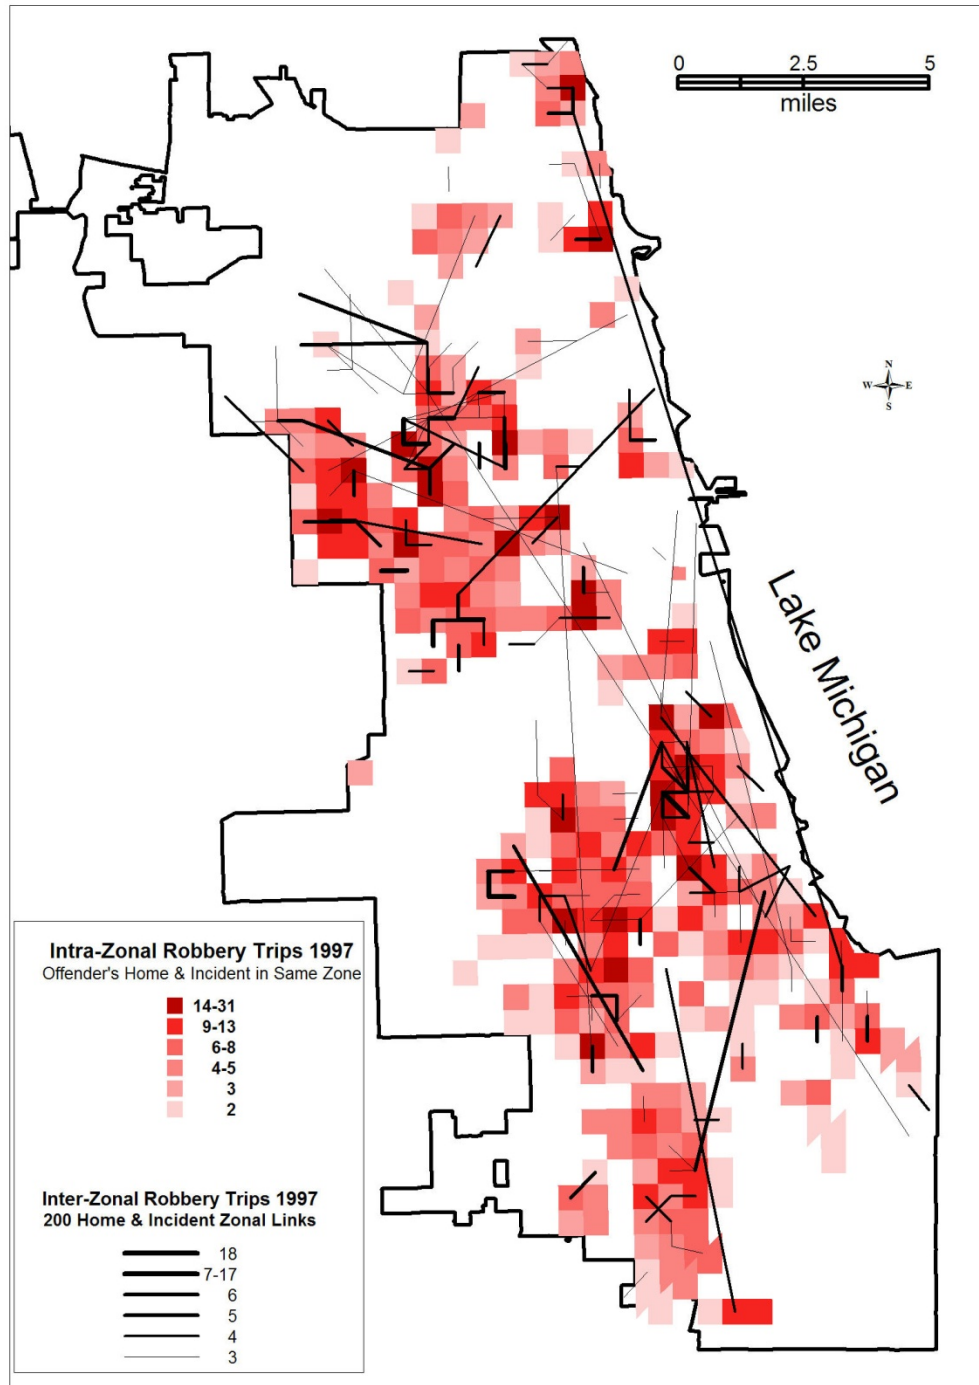 0 2.5 5
miles
N
W E
S
Lake Michigan
Intra-Zonal Robbery Trips 1997
Offender's Home & Incident in Same Zone
14-31
9-13
6-8
4-5
3
2
Inter-Zonal Robbery Trips 1997
200 Home & Incident Zonal Links
18
7-17
6
5
4
3